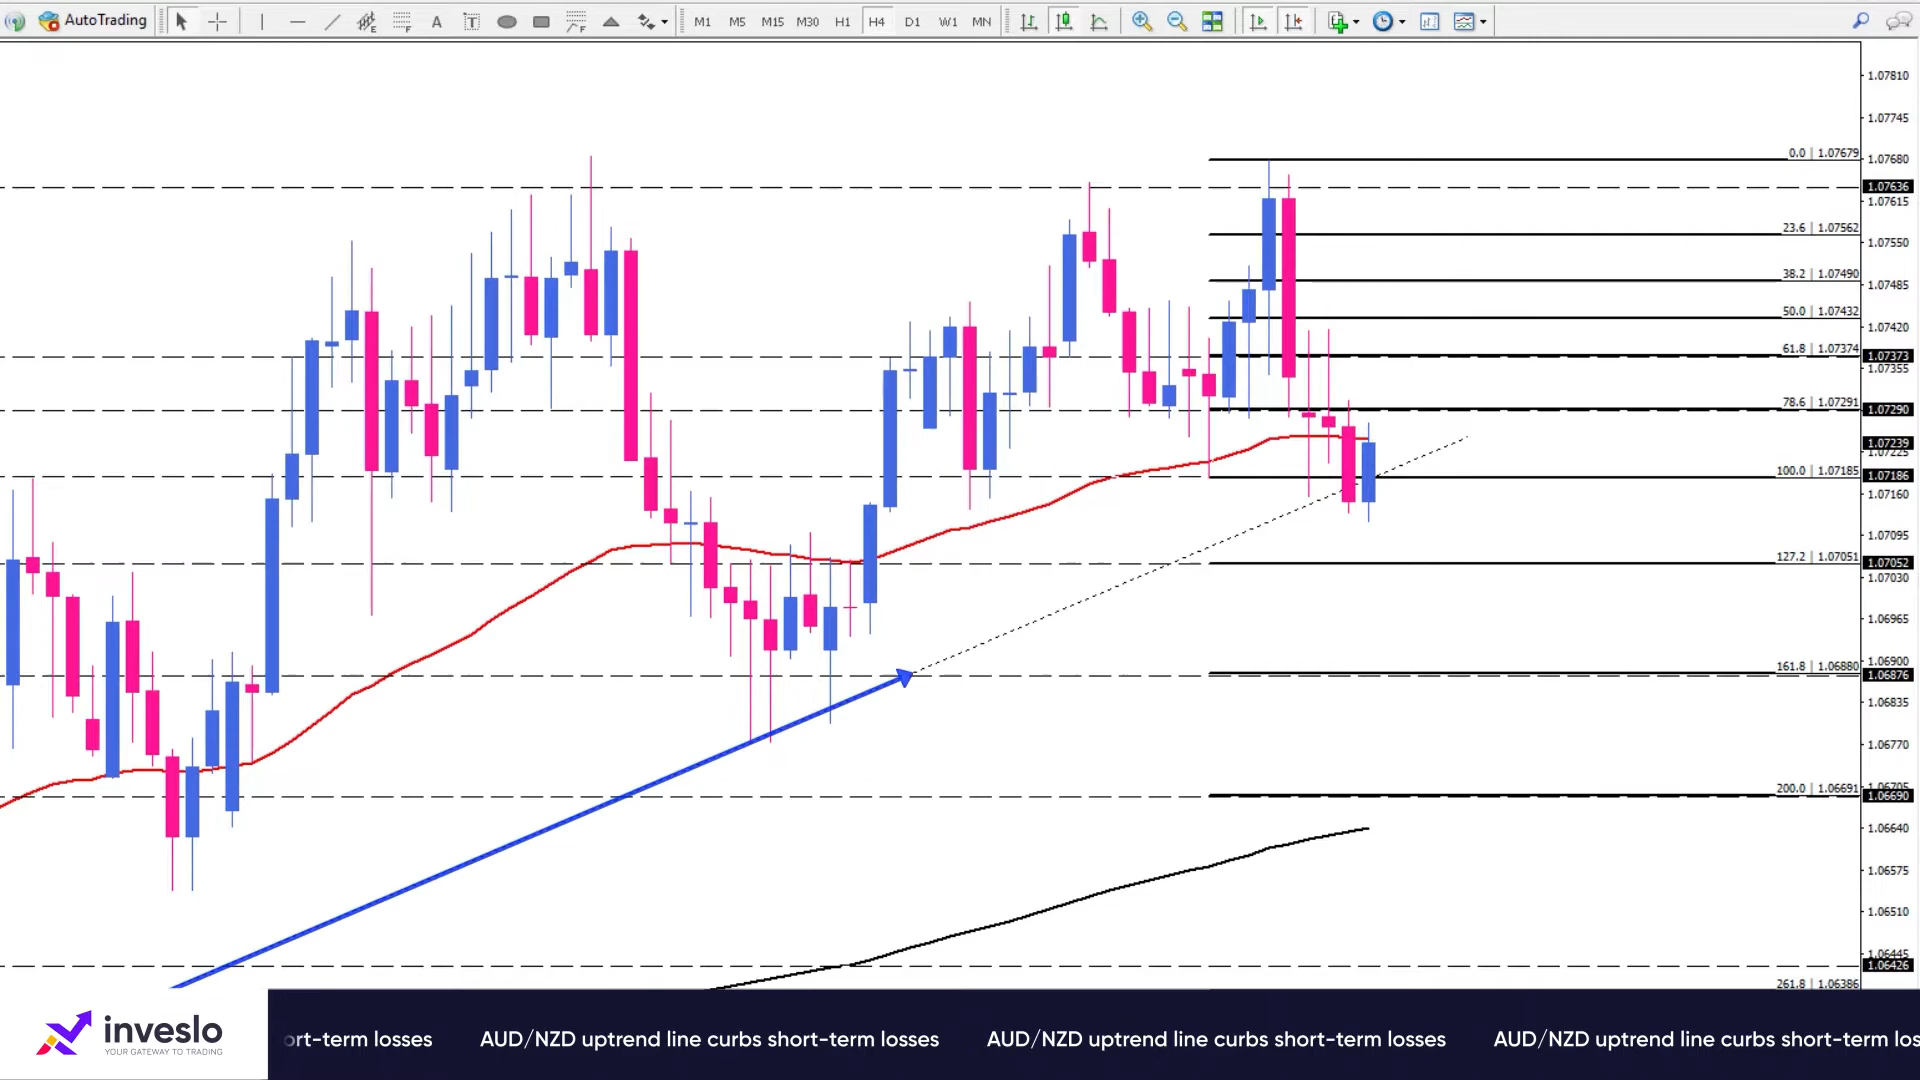 AutoTrading A T M1 M5 M15 M30 H1 H4 D1 W1 MN
1.07810
1.07745
0.0 | 1.07679
1.07680
1.07636
1.07615
23.6 | 1.07562
1.07550
38.2 | 1.07490
1.07485
50.0 | 1.07432
1.07420
61.8 | 1.07374
1.07373
1.07355
78.6 | 1.07291
1.07290
1.07239
1.07225
100.0 | 1.07185
1.07186
1.07160
1.07095
127.2 | 1.07051
1.07052
1.07030
1.06965
1.06900
161.8 | 1.06880
1.06876
1.06835
1.06770
200.0 | 1.06691
1.06705
1.06690
1.06640
1.06575
1.06510
1.06445
1.06426
261.8 | 1.06386
inveslo
YOUR GATEWAY TO TRADING
ort-term losses AUD/NZD uptrend line curbs short-term losses AUD/NZD uptrend line curbs short-term losses AUD/NZD uptrend line curbs short-term los